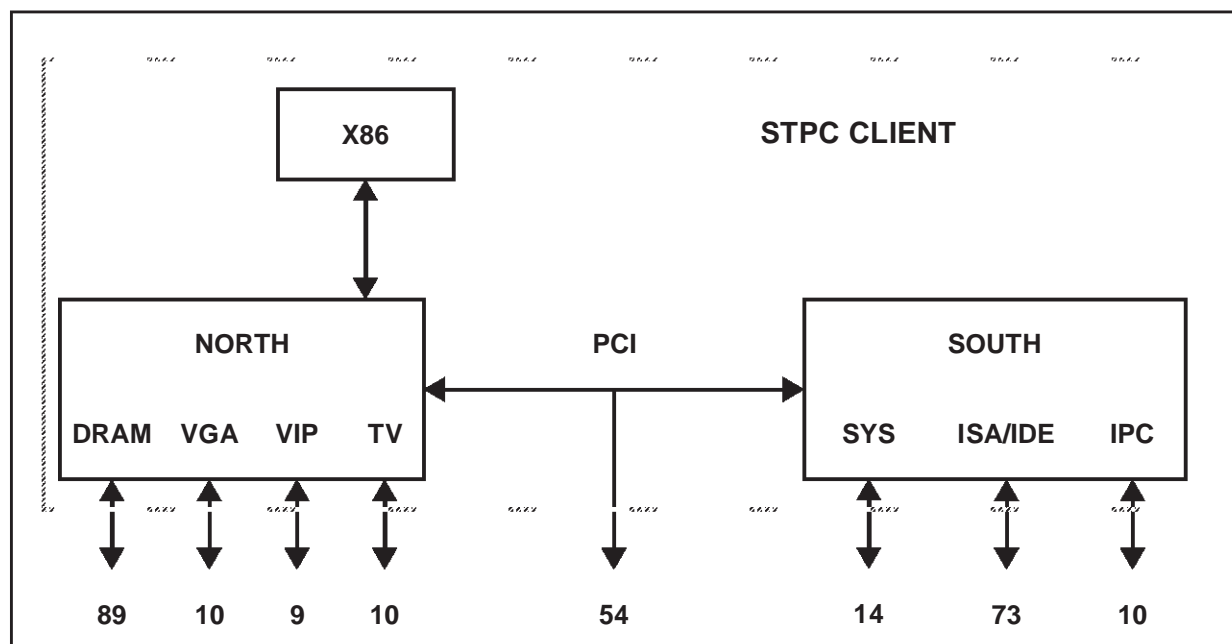 X86
STPC CLIENT
NORTH
PCI
SOUTH
DRAM VGA VIP TV
SYS ISA/IDE IPC
89 10 9 10 54 14 73 10